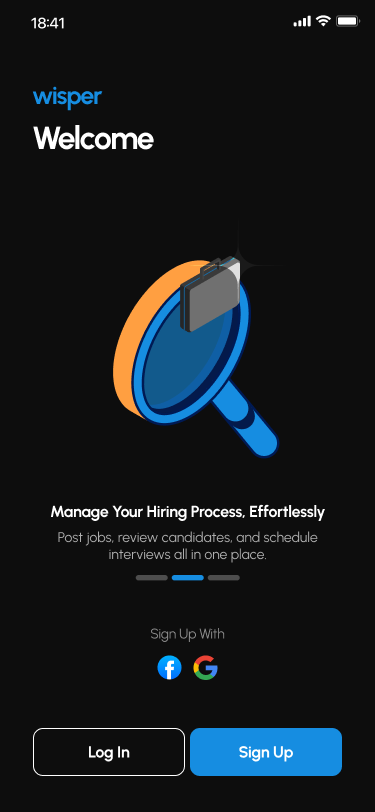 18:41
wisper
Welcome
Manage Your Hiring Process, Effortlessly
Post jobs, review candidates, and schedule
interviews all in one place.
Sign Up With
Log In
Sign Up